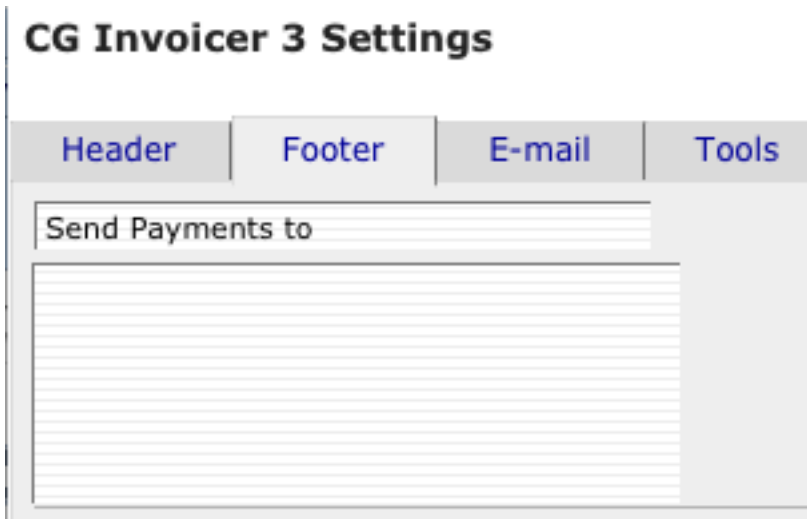 CG Invoicer 3 Settings
Header Footer E-mail Tools
Send Payments to